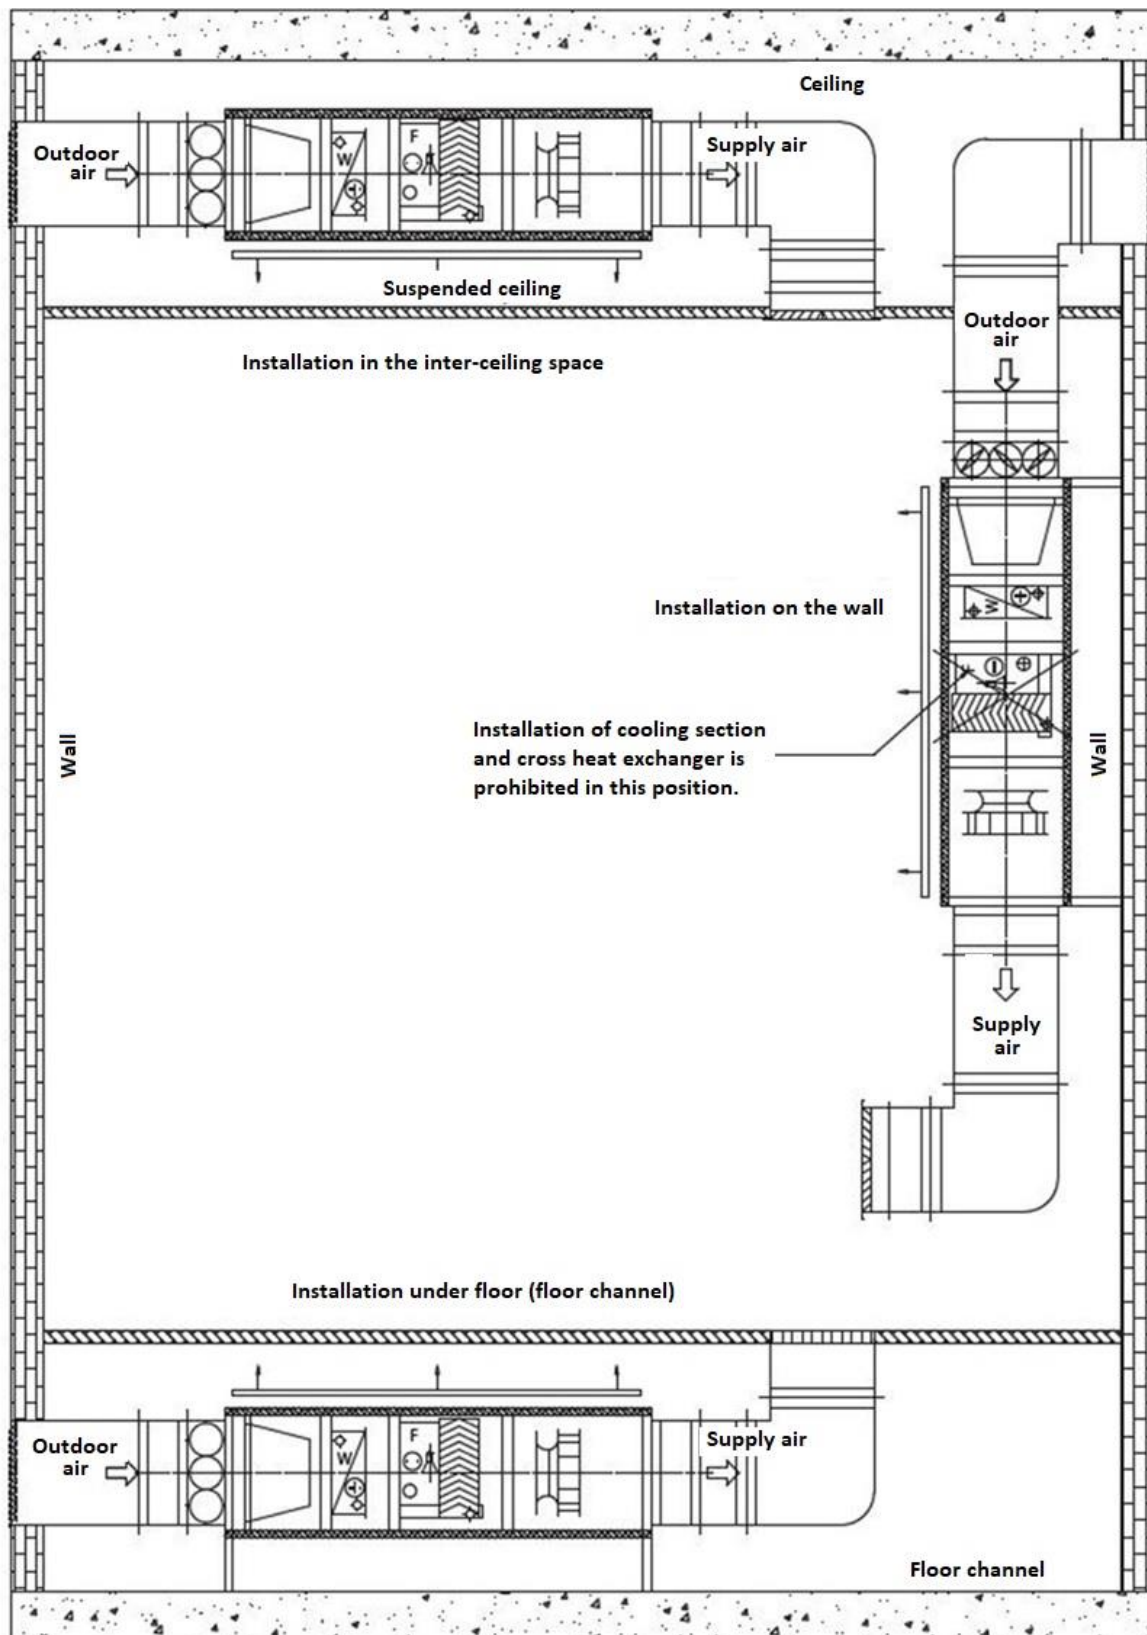 Ceiling
Outdoor
air
W
F
Supply air
Suspended ceiling
Installation in the inter-ceiling space
Outdoor
air
Installation on the wall
W
F
Installation of cooling section
and cross heat exchanger is
prohibited in this position.
Wall
Wall
Supply
air
Installation under floor (floor channel)
Outdoor
air
W
F
Supply air
Floor channel